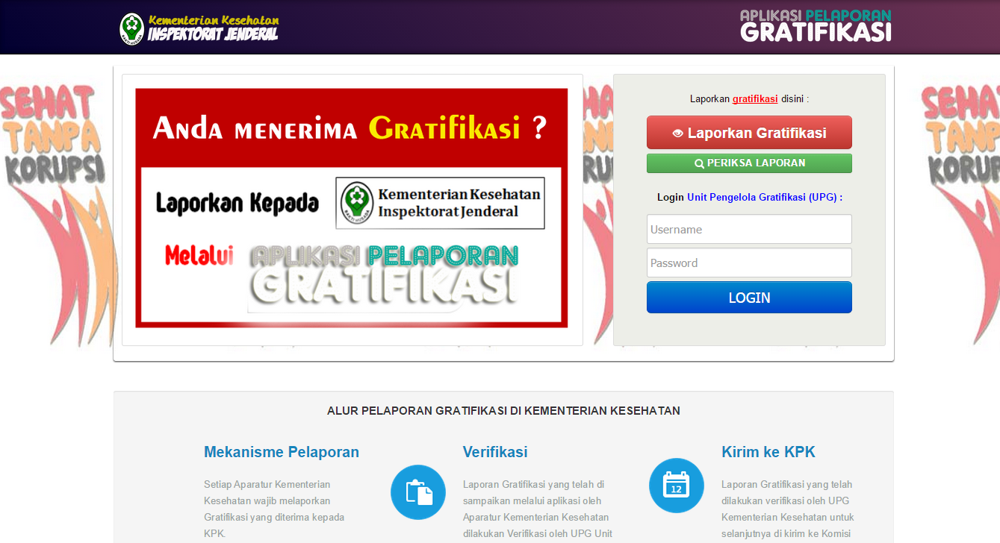 Kementerian Kesehatan
INSPEKTORAT JENDERAL
APLIKASI PELAPORAN
GRATIFIKASI
SEHAT
TANPA
KORUPSI
Anda menerima Gratifikasi ?
Laporkan Kepada
BAKTI HUSADA
Kementerian Kesehatan
Inspektorat Jenderal
Melalui
APLIKASI PELAPORAN
GRATIFIKASI
Laporkan gratifikasi disini :
Laporkan Gratifikasi
PERIKSA LAPORAN
Login Unit Pengelola Gratifikasi (UPG) :
Username
Password
LOGIN
SEHA
TANP
KORU
ALUR PELAPORAN GRATIFIKASI DI KEMENTERIAN KESEHATAN
Mekanisme Pelaporan
Setiap Aparatur Kementerian
Kesehatan wajib melaporkan
Gratifikasi yang diterima kepada
KPK.
Verifikasi
Laporan Gratifikasi yang telah di
sampaikan melalui aplikasi oleh
Aparatur Kementerian Kesehatan
dilakukan Verifikasi oleh UPG Unit
12
Kirim ke KPK
Laporan Gratifikasi yang telah
dilakukan verifikasi oleh UPG
Kementerian Kesehatan untuk
selanjutnya di kirim ke Komisi